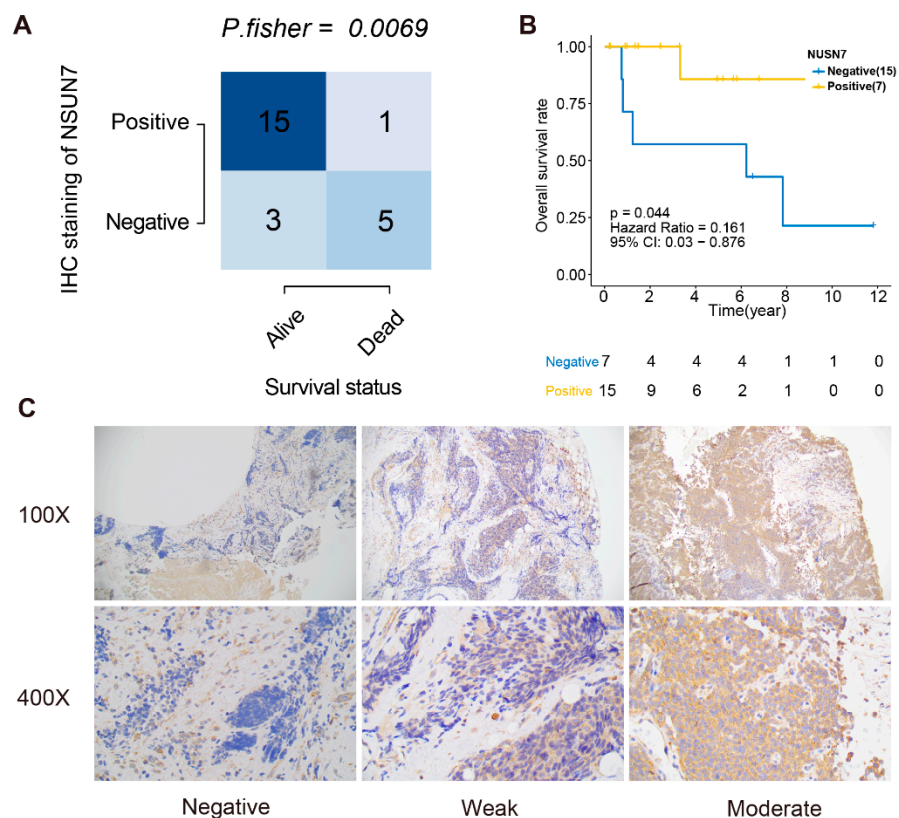 A
P.fisher = 0.0069
IHC staining of NSUN7
Positive
15
1
Negative
3
5
Alive
Dead
Survival status
B
Overall survival rate
1.00
0.75
0.50
0.25
0.00
NUSN7
Negative(15)
Positive(7)
p = 0.044
Hazard Ratio = 0.161
95% CI: 0.03 − 0.876
0 2 4 6 8 10 12
Time(year)
Negative 7 4 4 4 1 1 0
Positive 15 9 6 2 1 0 0
C
100X
400X
Negative Weak Moderate